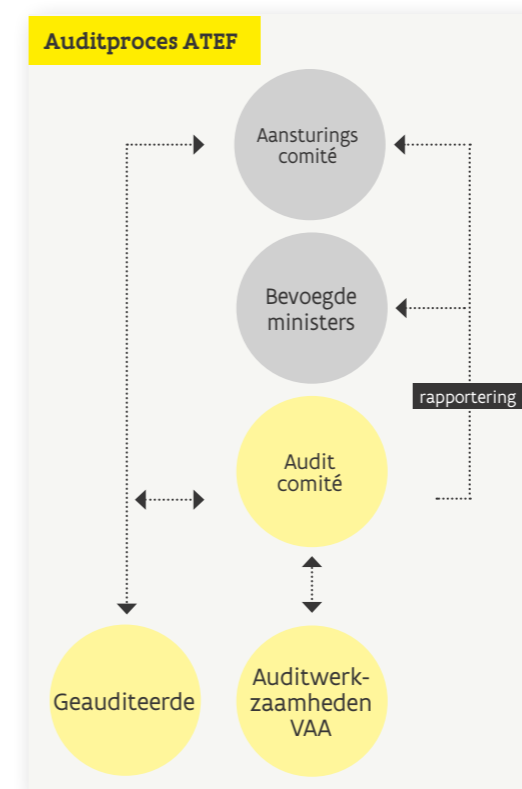 Auditproces ATEF
Aansturings
comité
Bevoegde
ministers
rapportering
Audit
comité
Geauditeerde
Auditwerk-
zaamheden
VAA